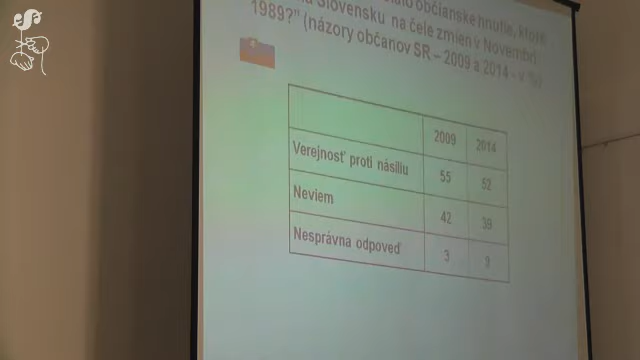 občianske hnutie, ktoré
Slovensku na čele zmien v Novembri
1989?" (názory občanov SR – 2009 a 2014 - v %)
2009 2014
Verejnosť proti násiliu 55 52
Neviem 42 39
Nesprávna odpoveď 3 9